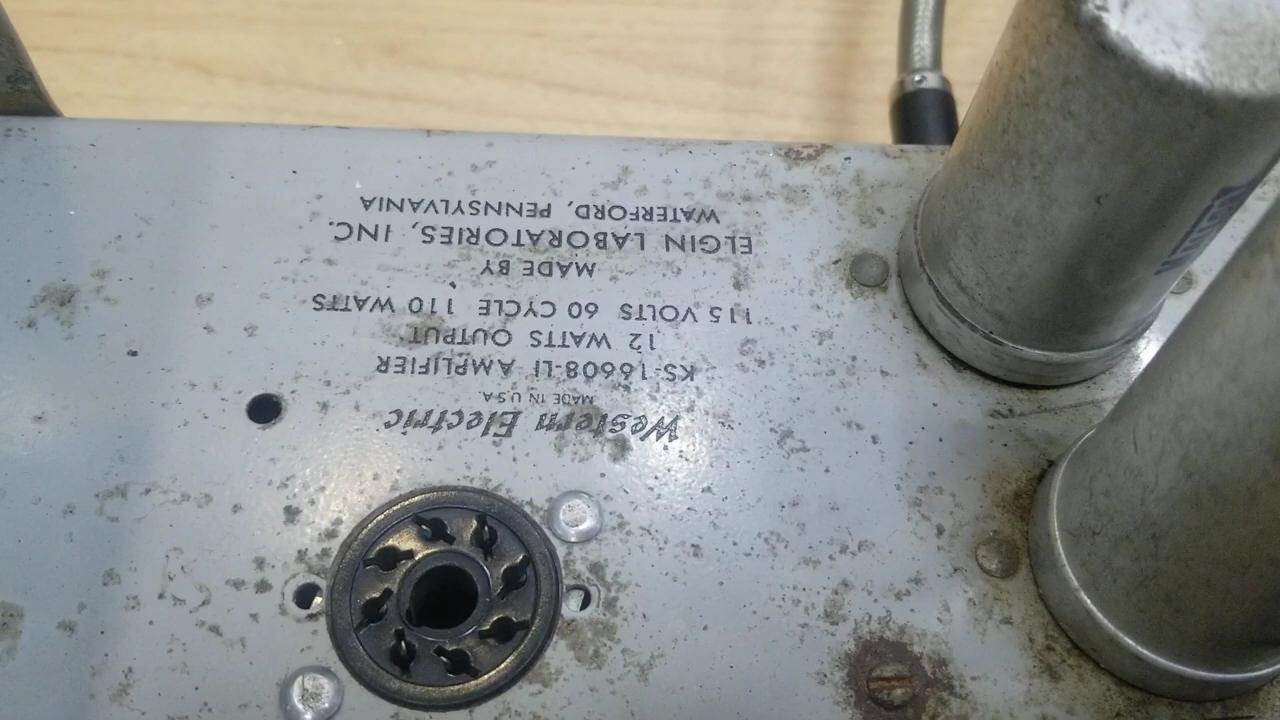 Western Electric
MADE IN U.S.A.
KS-16608-L1 AMPLIFIER
12 WATTS OUTPUT
115 VOLTS 60 CYCLE 110 WATTS
MADE BY
ELGIN LABORATORIES, INC.
WATERFORD, PENNSYLVANIA